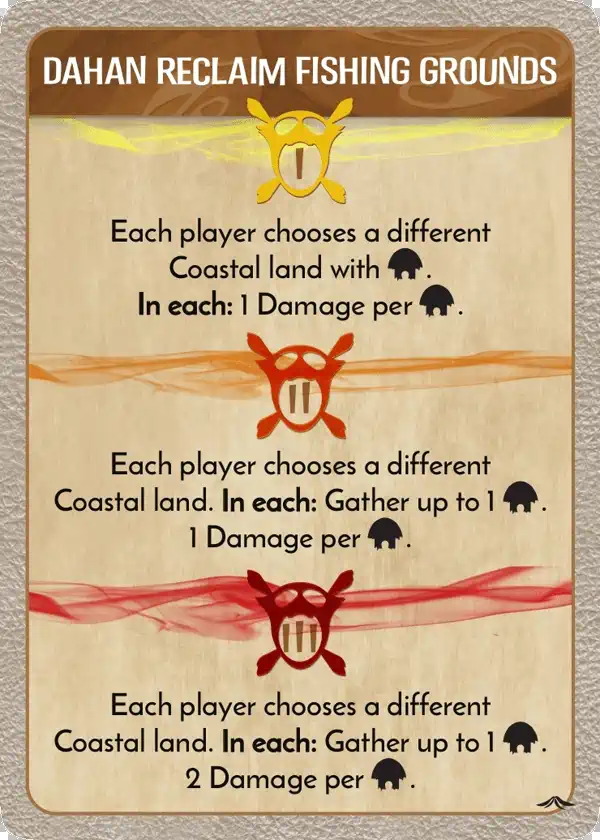 DAHAN RECLAIM FISHING GROUNDS
I
Each player chooses a different
Coastal land with .
In each: 1 Damage per .
II
Each player chooses a different
Coastal land. In each: Gather up to 1 .
1 Damage per .
III
Each player chooses a different
Coastal land. In each: Gather up to 1 .
2 Damage per .